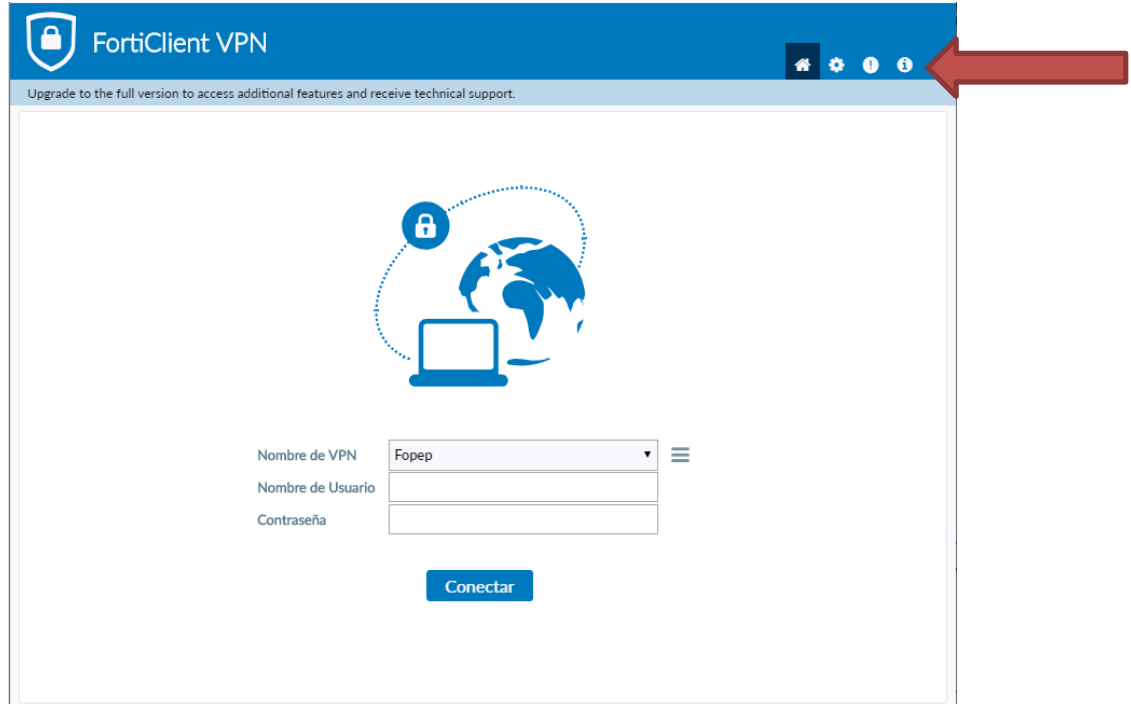 FortiClient VPN
Upgrade to the full version to access additional features and receive technical support.
Nombre de VPN Fopep
Nombre de Usuario
Contraseña
Conectar